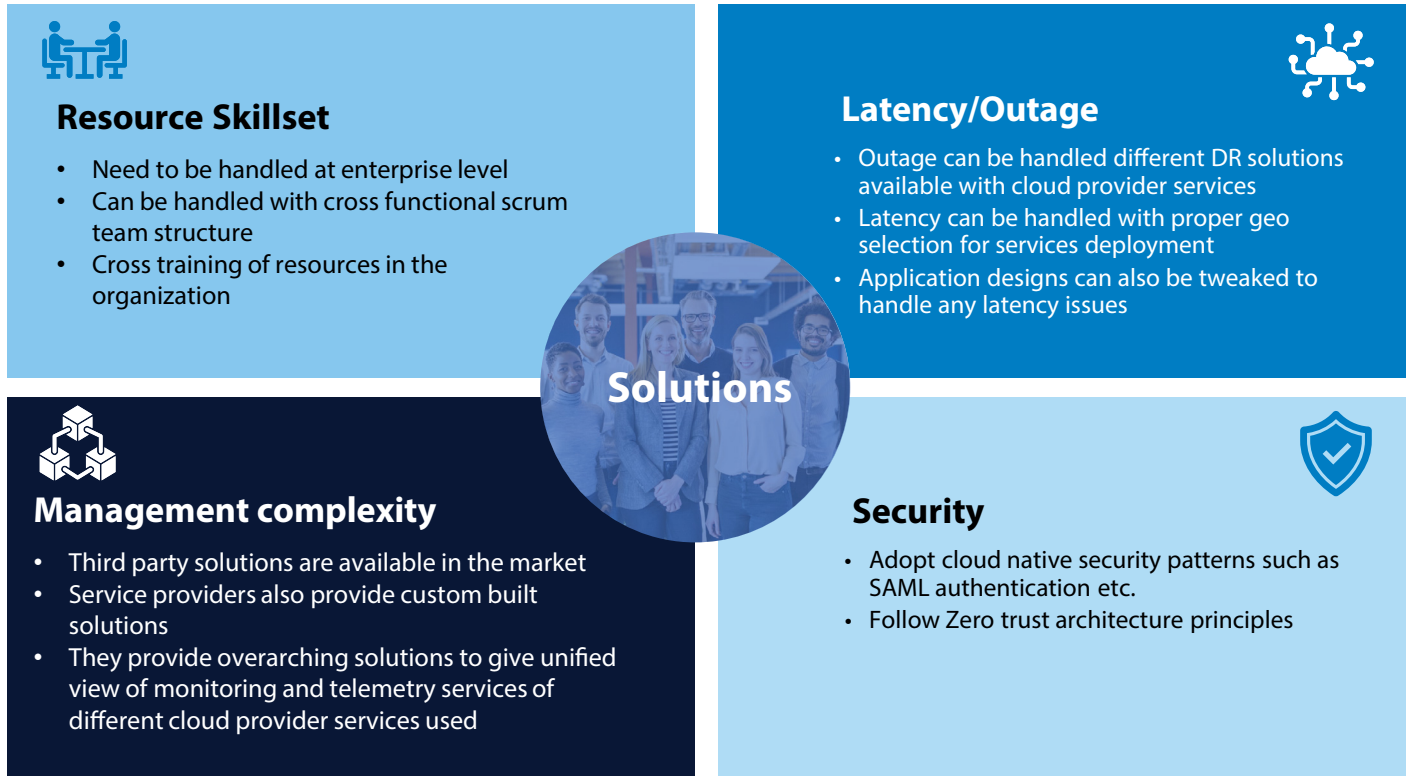 Resource Skillset
• Need to be handled at enterprise level
• Can be handled with cross functional scrum
team structure
• Cross training of resources in the
organization
Latency/Outage
• Outage can be handled different DR solutions
available with cloud provider services
• Latency can be handled with proper geo
selection for services deployment
• Application designs can also be tweaked to
handle any latency issues
Solutions
Management complexity
• Third party solutions are available in the market
• Service providers also provide custom built
solutions
• They provide overarching solutions to give unified
view of monitoring and telemetry services of
different cloud provider services used
Security
• Adopt cloud native security patterns such as
SAML authentication etc.
• Follow Zero trust architecture principles